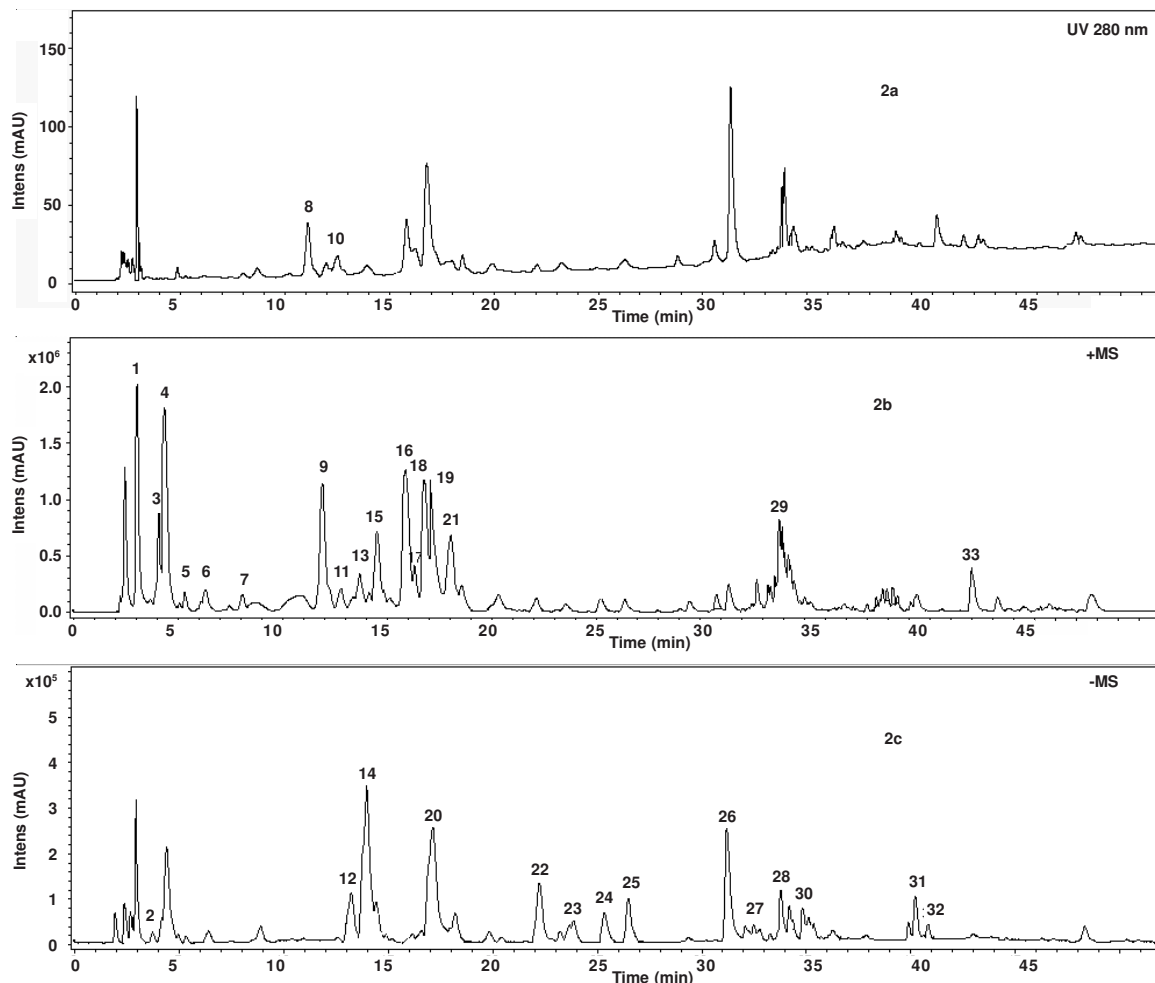 UV 280 nm
150
2a
100
Intens (mAU)
50
8
10
0
0 5 10 15 20 25 30 35 40 45
Time (min)
x10⁶
+MS
1
2.0
4
2b
1.5
Intens (mAU)
16
9
18
19
1.0
3
15
21
29
0.5
13
17
33
5
6
7
11
0.0
0 5 10 15 20 25 30 35 40 45
Time (min)
x10⁵
-MS
5
2c
4
14
Intens (mAU)
3
20
26
2
12
22
25
28
31
1
24
23
27
30
32
2
0
0 5 10 15 20 25 30 35 40 45
Time (min)